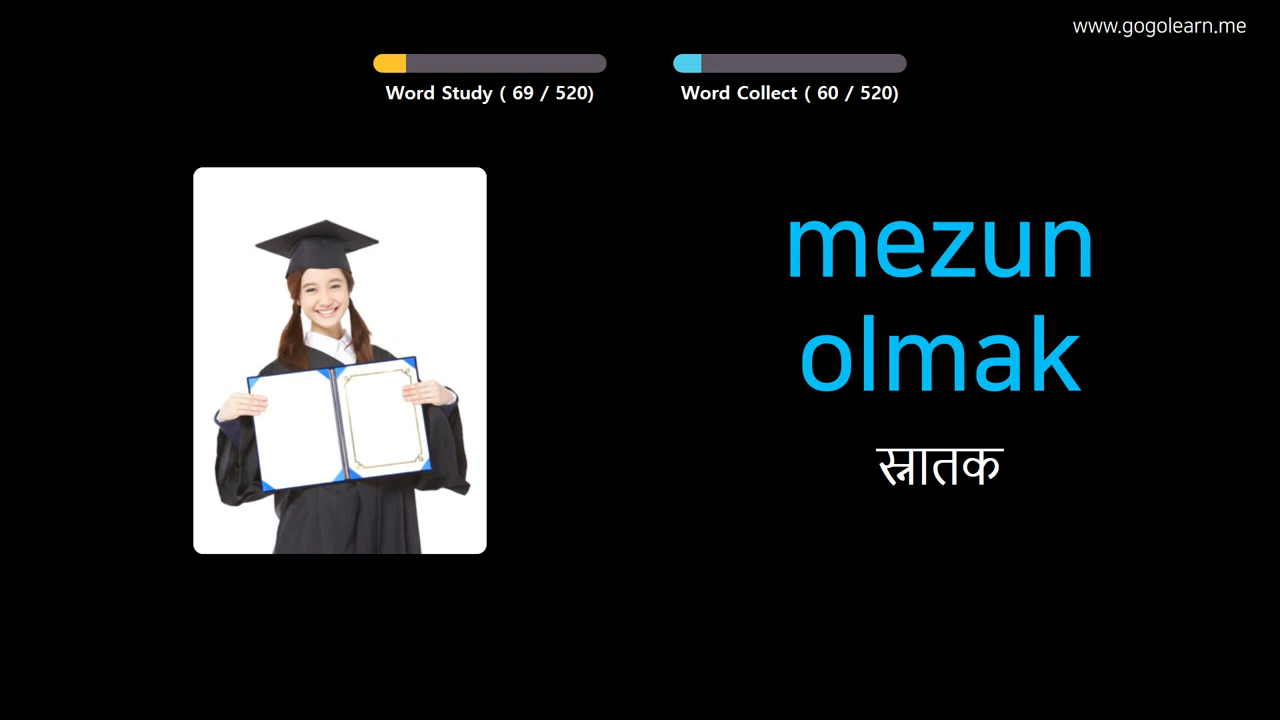 www.gogolearn.me
Word Study ( 69 / 520)
Word Collect ( 60 / 520)
mezun
olmak
स्नातक